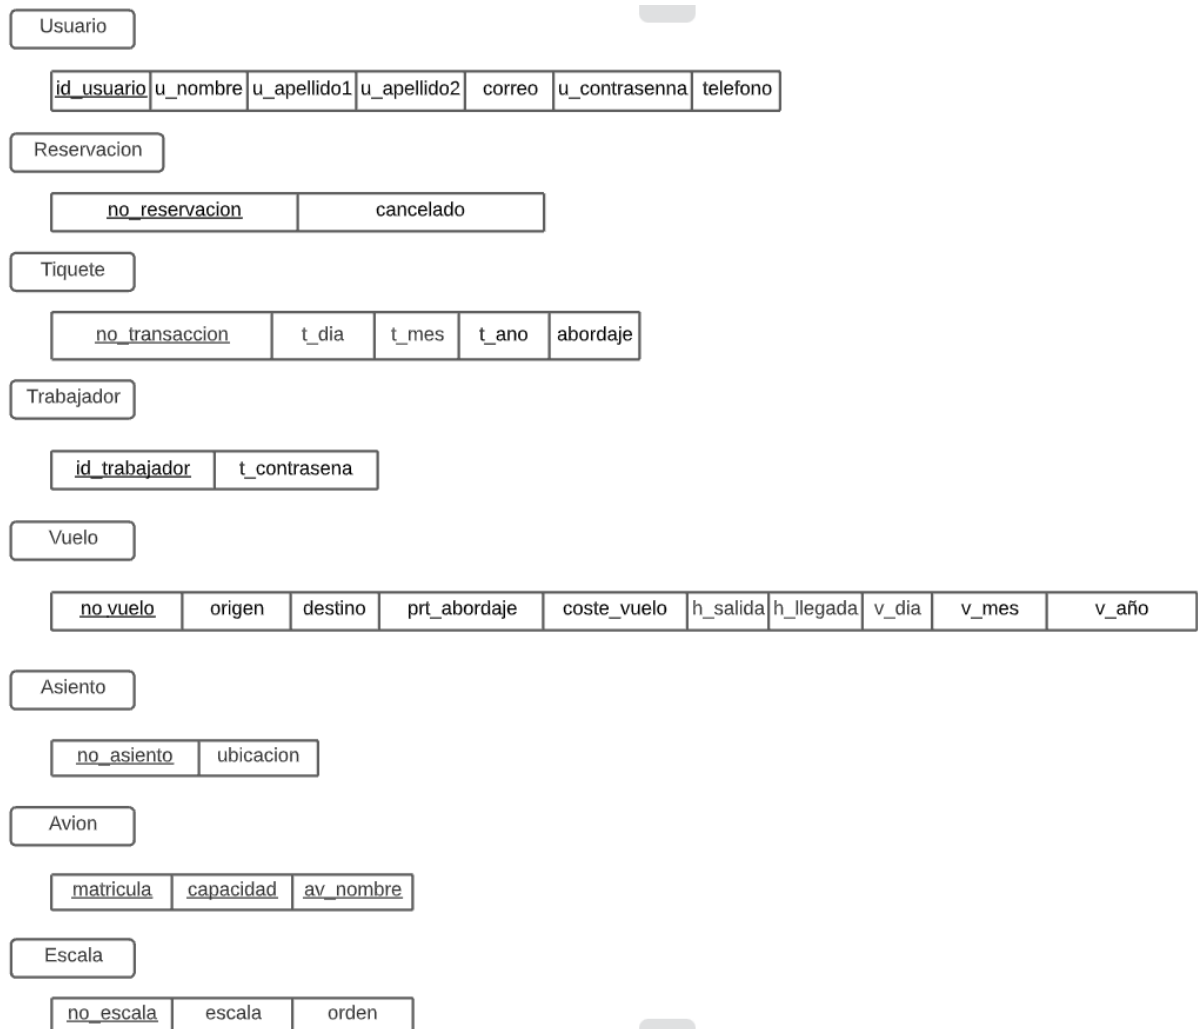 Usuario
id_usuario u_nombre u_apellido1 u_apellido2 correo u_contrasenna telefono
Reservacion
no_reservacion cancelado
Tiquete
no_transaccion t_dia t_mes t_ano abordaje
Trabajador
id_trabajador t_contrasena
Vuelo
no_vuelo origen destino prt_abordaje coste_vuelo h_salida h_llegada v_dia v_mes v_año
Asiento
no_asiento ubicacion
Avion
matricula capacidad av_nombre
Escala
no_escala escala orden